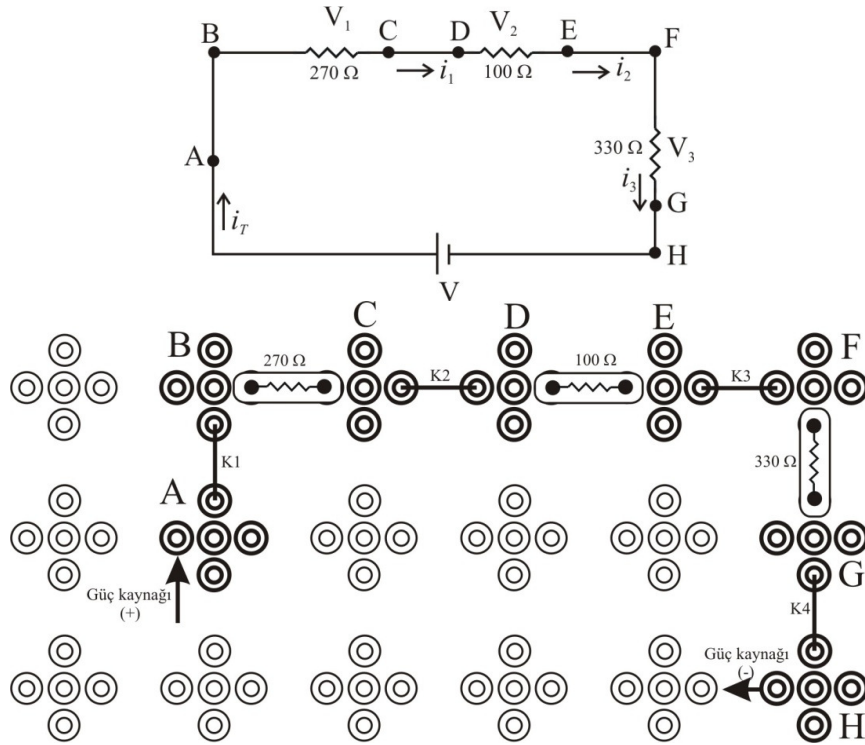 V₁ C D V₂ E F
B
270 Ω i₁ 100 Ω i₂
330 Ω V₃
A
i₃
G
i_T
H
V
B C D E F
270 Ω 100 Ω
K2 K3
K1 330 Ω
A
G
Güç kaynağı
(+)
K4
Güç kaynağı
(-)
H